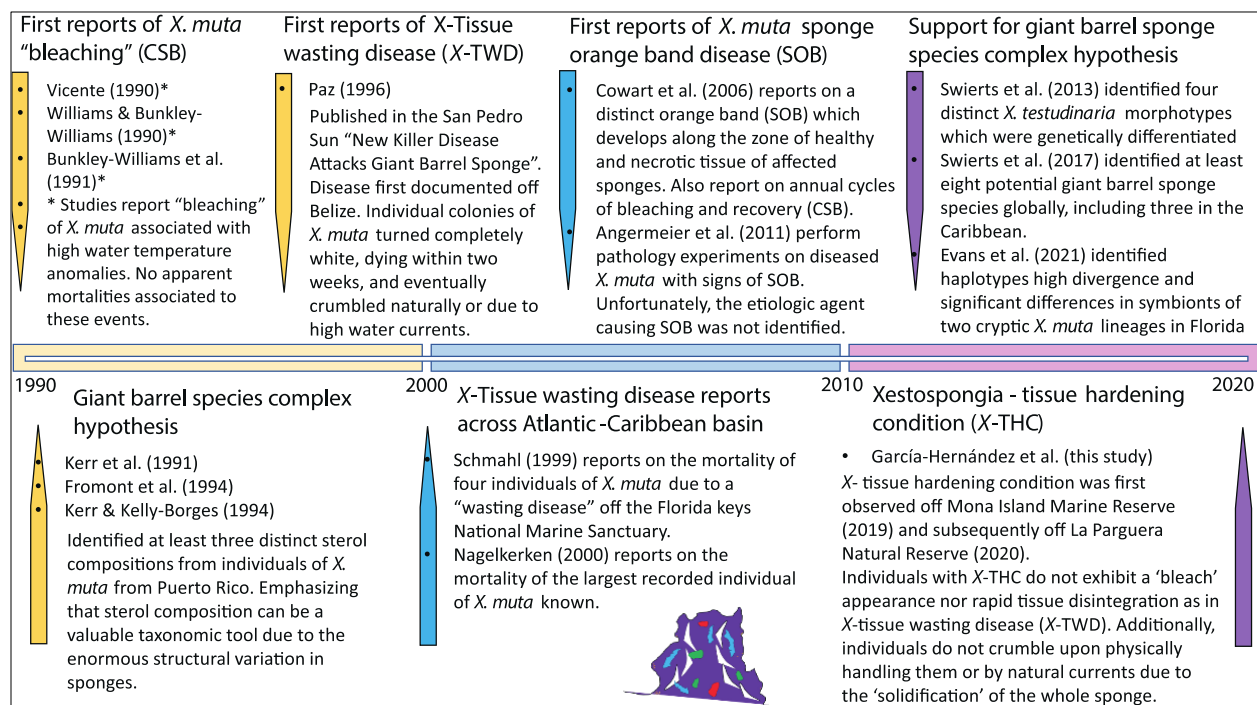 First reports of X. muta
“bleaching” (CSB)
• Vicente (1990)*
• Williams & Bunkley-
Williams (1990)*
• Bunkley-Williams et al.
(1991)*
• * Studies report “bleaching”
• of X. muta associated with
high water temperature
anomalies. No apparent
mortalities associated to
these events.
First reports of X-Tissue
wasting disease (X-TWD)
• Paz (1996)
Published in the San Pedro
Sun “New Killer Disease
Attacks Giant Barrel Sponge”.
Disease first documented off
Belize. Individual colonies of
X. muta turned completely
white, dying within two
weeks, and eventually
crumbled naturally or due to
high water currents.
First reports of X. muta sponge
orange band disease (SOB)
• Cowart et al. (2006) reports on a
distinct orange band (SOB) which
develops along the zone of healthy
and necrotic tissue of affected
sponges. Also report on annual cycles
of bleaching and recovery (CSB).
• Angermeier et al. (2011) perform
pathology experiments on diseased
X. muta with signs of SOB.
Unfortunately, the etiologic agent
causing SOB was not identified.
Support for giant barrel sponge
species complex hypothesis
• Swierts et al. (2013) identified four
distinct X. testudinaria morphotypes
which were genetically differentiated
• Swierts et al. (2017) identified at least
eight potential giant barrel sponge
species globally, including three in the
Caribbean.
• Evans et al. (2021) identified
haplotypes high divergence and
significant differences in symbionts of
two cryptic X. muta lineages in Florida
1990 2000 2010 2020
Giant barrel species complex
hypothesis
• Kerr et al. (1991)
• Fromont et al. (1994)
• Kerr & Kelly-Borges (1994)
Identified at least three distinct sterol
compositions from individuals of X.
muta from Puerto Rico. Emphasizing
that sterol composition can be a
valuable taxonomic tool due to the
enormous structural variation in
sponges.
X-Tissue wasting disease reports
across Atlantic-Caribbean basin
• Schmahl (1999) reports on the mortality of
four individuals of X. muta due to a
“wasting disease” off the Florida keys
National Marine Sanctuary.
• Nagelkerken (2000) reports on the
mortality of the largest recorded individual
of X. muta known.
Xestospongia - tissue hardening
condition (X-THC)
• García-Hernández et al. (this study)
X- tissue hardening condition was first
observed off Mona Island Marine Reserve
(2019) and subsequently off La Parguera
Natural Reserve (2020).
Individuals with X-THC do not exhibit a ‘bleach’
appearance nor rapid tissue disintegration as in
X-tissue wasting disease (X-TWD). Additionally,
individuals do not crumble upon physically
handling them or by natural currents due to
the ‘solidification’ of the whole sponge.